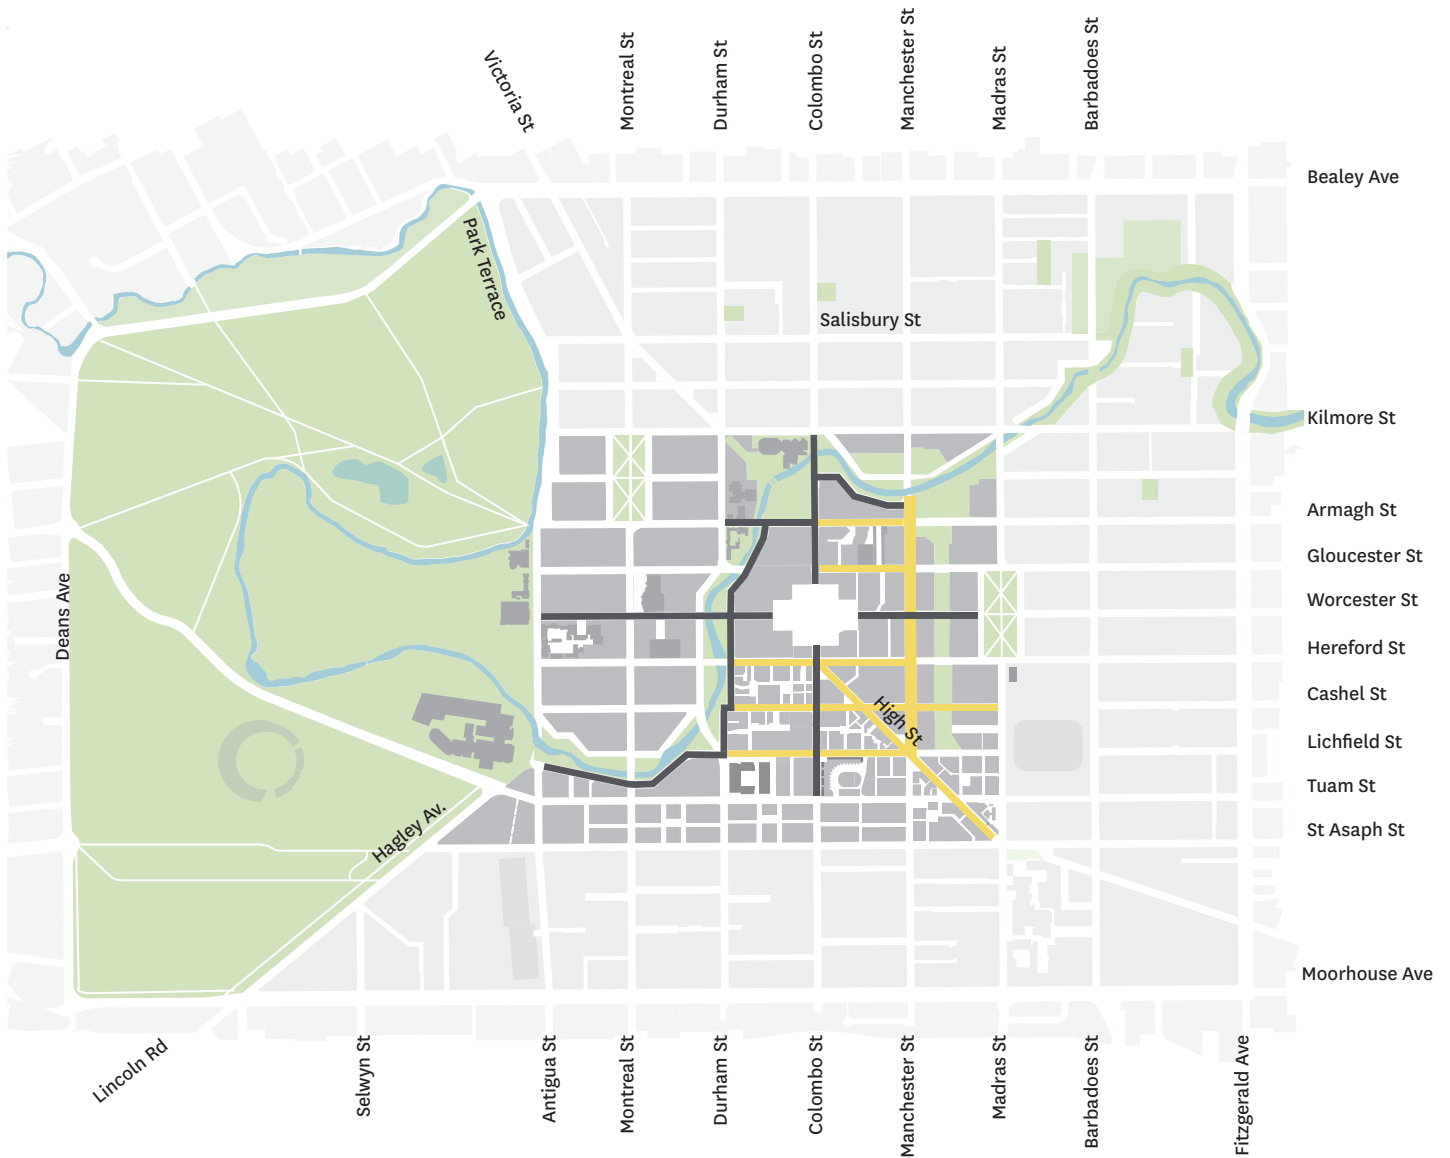 Victoria St
Montreal St
Durham St
Colombo St
Manchester St
Madras St
Barbadoes St
Bealey Ave
Park Terrace
Salisbury St
Kilmore St
Armagh St
Gloucester St
Worcester St
Deans Ave
Hereford St
Cashel St
High St
Lichfield St
Tuam St
Hagley Av.
St Asaph St
Moorhouse Ave
Lincoln Rd
Selwyn St
Antigua St
Montreal St
Durham St
Colombo St
Manchester St
Madras St
Barbadoes St
Fitzgerald Ave